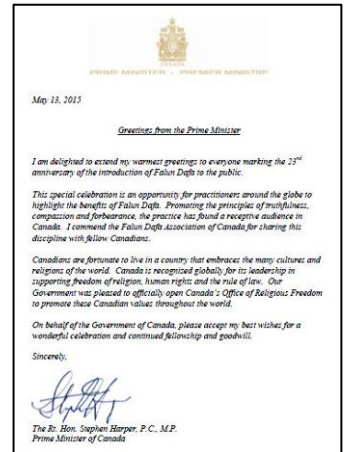 CANADA
PRIME MINISTER - PREMIER MINISTRE
May 13, 2015
Greetings from the Prime Minister
I am delighted to extend my warmest greetings to everyone marking the 23rd
anniversary of the introduction of Falun Dafa to the public.
This special celebration is an opportunity for practitioners around the globe to
highlight the benefits of Falun Dafa. Promoting the principles of truthfulness,
compassion and forbearance, the practice has found a receptive audience in
Canada. I commend the Falun Dafa Association of Canada for sharing this
discipline with fellow Canadians.
Canadians are fortunate to live in a country that embraces the many cultures and
religions of the world. Canada is recognised globally for its leadership in
supporting freedom of religion, human rights and the rule of law. Our
Government was pleased to officially open Canada's Office of Religious Freedom
to promote these Canadian values throughout the world.
On behalf of the Government of Canada, please accept my best wishes for a
wonderful celebration and continued fellowship and goodwill.
Sincerely,
The Rt. Hon. Stephen Harper, P.C., M.P.
Prime Minister of Canada